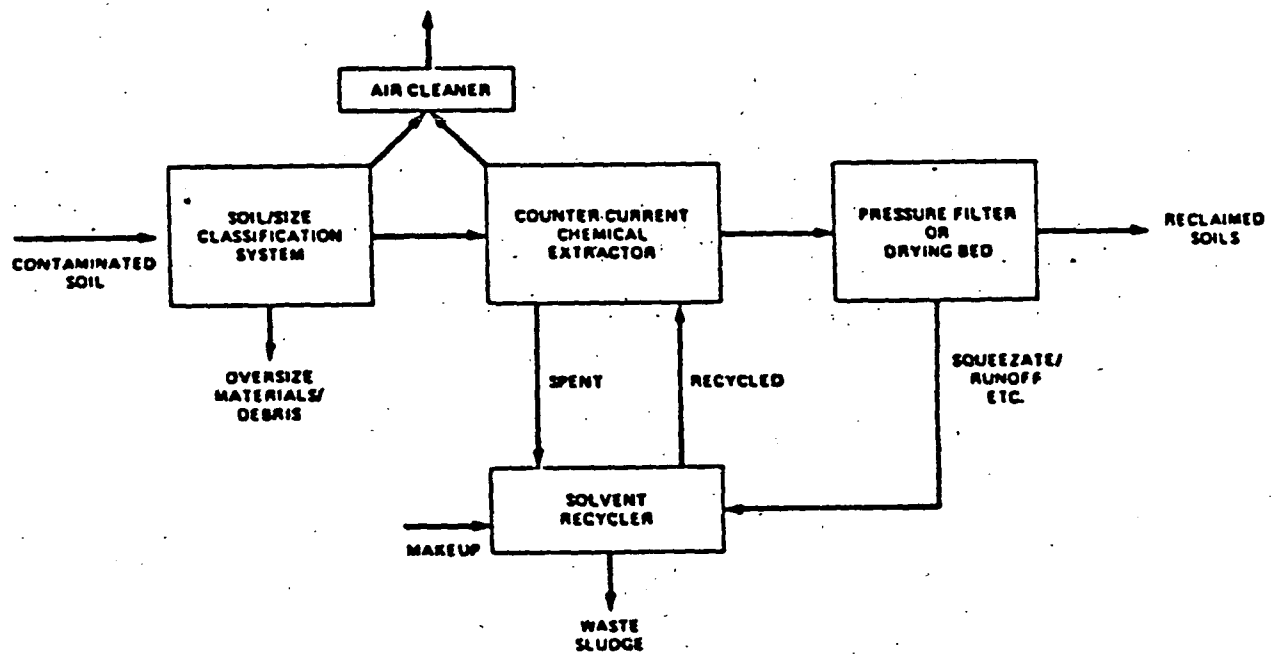 AIR CLEANER
SOIL/SIZE
CLASSIFICATION
SYSTEM
COUNTER-CURRENT
CHEMICAL
EXTRACTOR
PRESSURE FILTER
OR
DRYING BED
RECLAIMED
SOILS
CONTAMINATED
SOIL
OVERSIZE
MATERIALS/
DEBRIS
SPENT
RECYCLED
SQUEEZATE/
RUNOFF
ETC.
SOLVENT
RECYCLER
MAKEUP
WASTE
SLUDGE